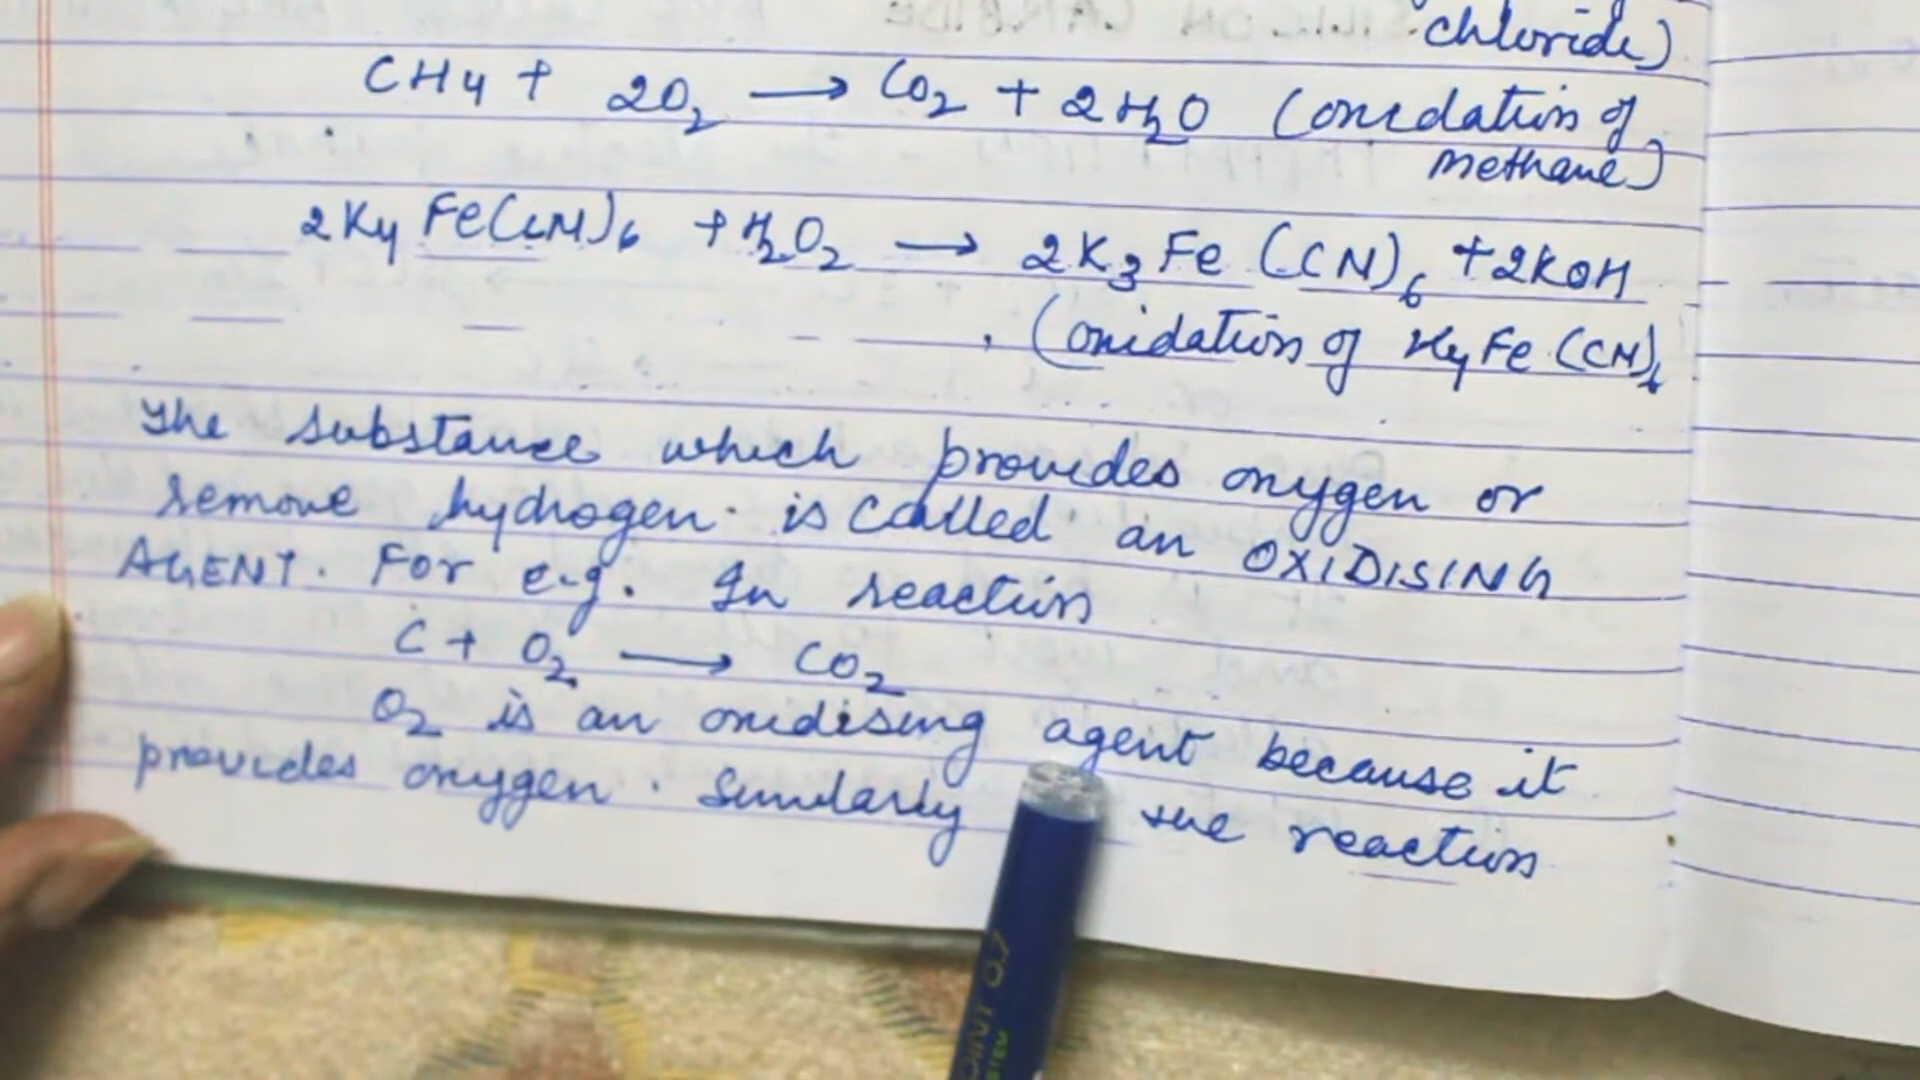 chloride)
CH4 + 2O2 → CO2 + 2H2O (oxidation of
methane)
2K4 Fe(CN)6 + H2O2 → 2K3 Fe (CN)6 + 2KOH
(oxidation of K4 Fe (CN)6
The substance which provides oxygen or
remove hydrogen is called an OXIDISING
AGENT. For e.g. In reaction
C + O2 → CO2
O2 is an oxidising agent because it
provides oxygen. Similarly the reaction